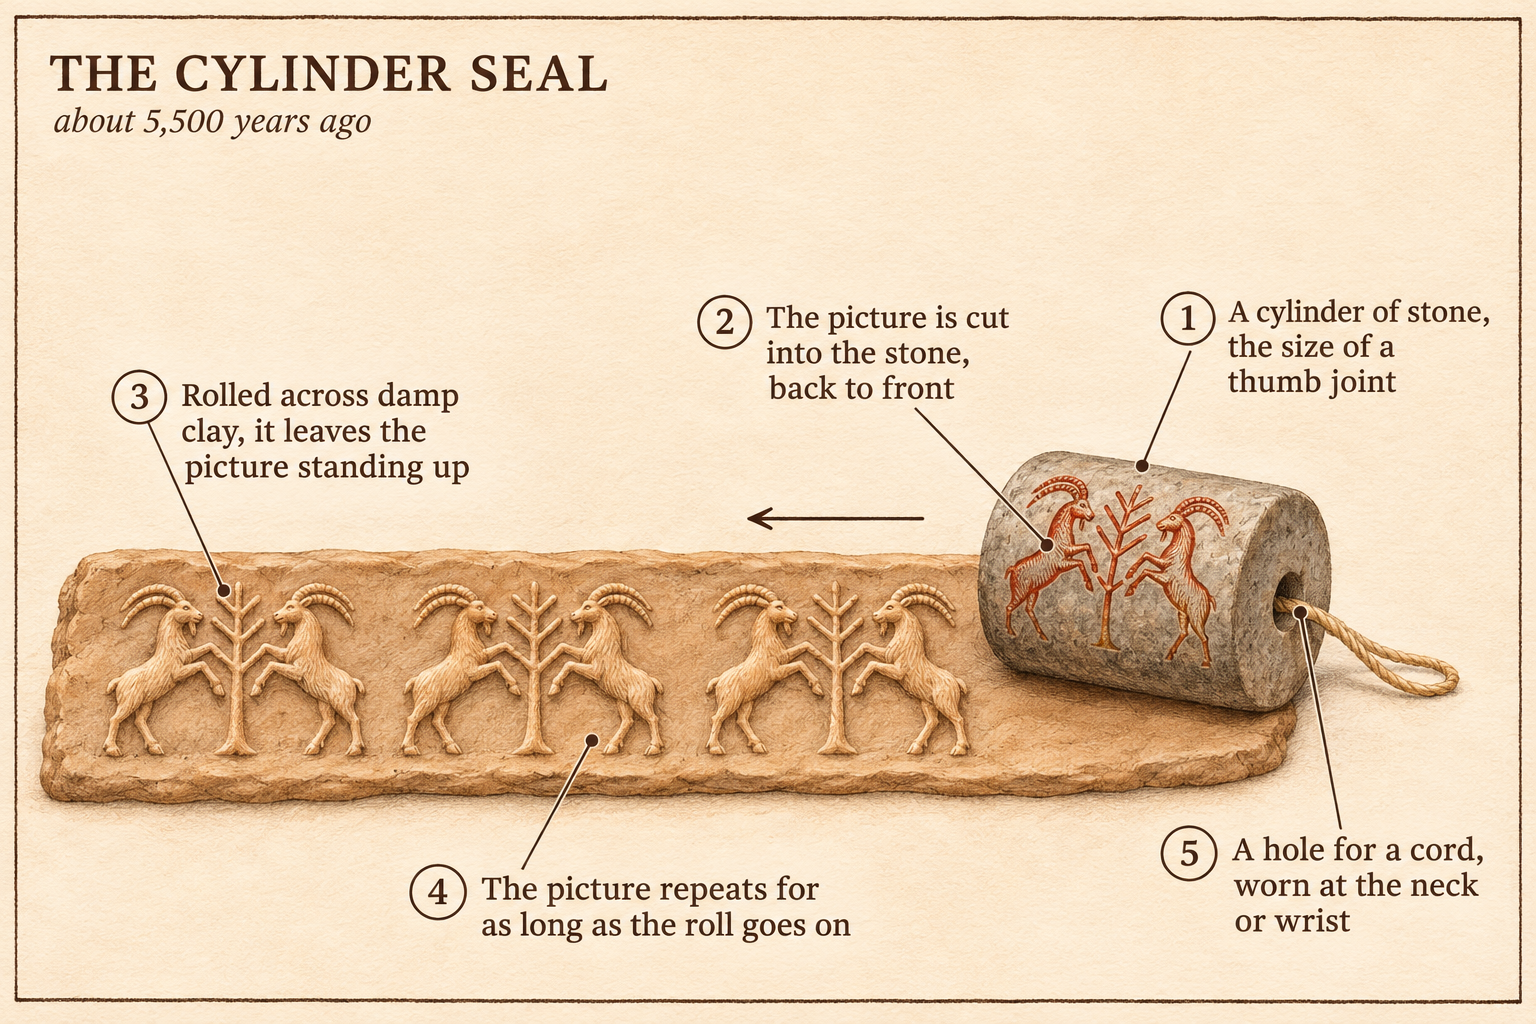 THE CYLINDER SEAL
about 5,500 years ago
1
A cylinder of stone,
the size of a
thumb joint
2
The picture is cut
into the stone,
back to front
3
Rolled across damp
clay, it leaves the
picture standing up
4
The picture repeats for
as long as the roll goes on
5
A hole for a cord,
worn at the neck
or wrist